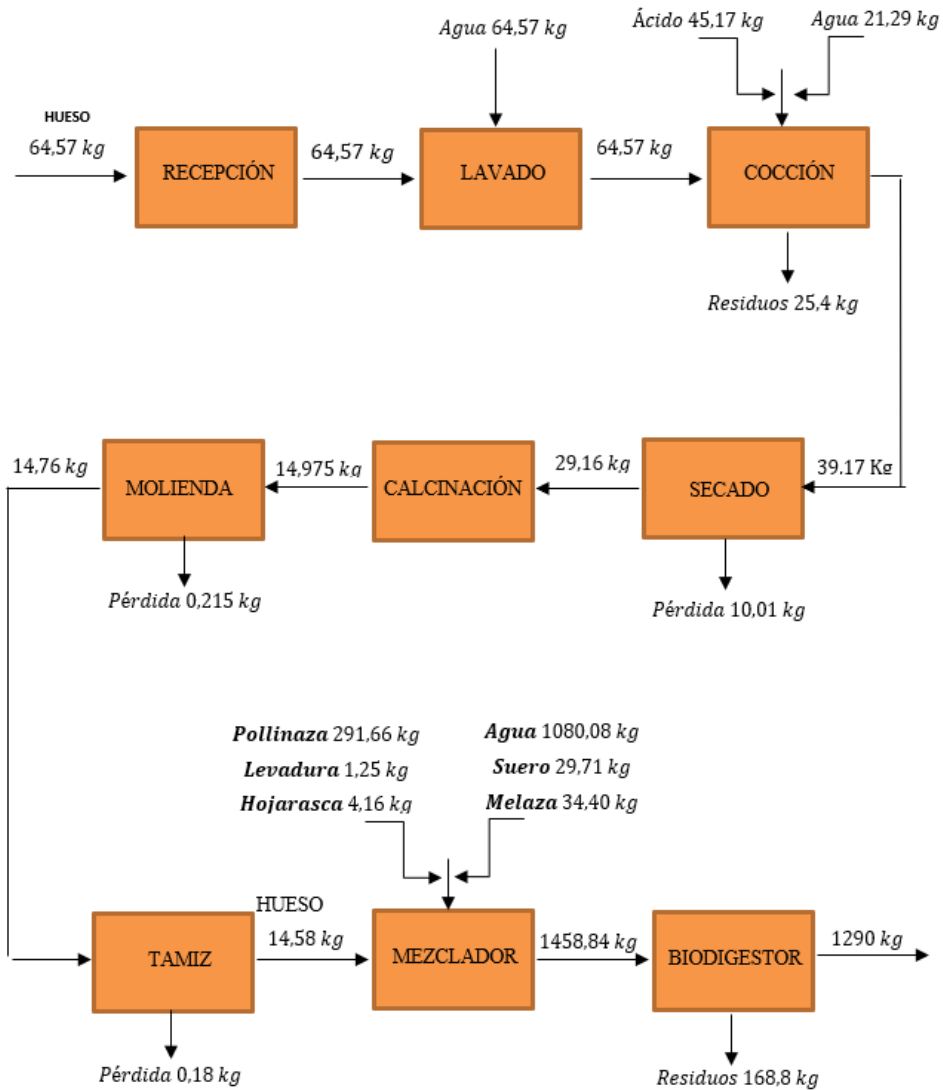 Agua 64,57 kg
Ácido 45,17 kg
Agua 21,29 kg
HUESO
64,57 kg
RECEPCIÓN
64,57 kg
LAVADO
64,57 kg
COCCIÓN
Residuos 25,4 kg
14,76 kg
MOLIENDA
14,975 kg
CALCINACIÓN
29,16 kg
SECADO
39.17 Kg
Pérdida 0,215 kg
Pérdida 10,01 kg
Pollinaza 291,66 kg
Levadura 1,25 kg
Hojarasca 4,16 kg
Agua 1080,08 kg
Suero 29,71 kg
Melaza 34,40 kg
TAMIZ
HUESO
14,58 kg
MEZCLADOR
1458,84 kg
BIODIGESTOR
1290 kg
Pérdida 0,18 kg
Residuos 168,8 kg